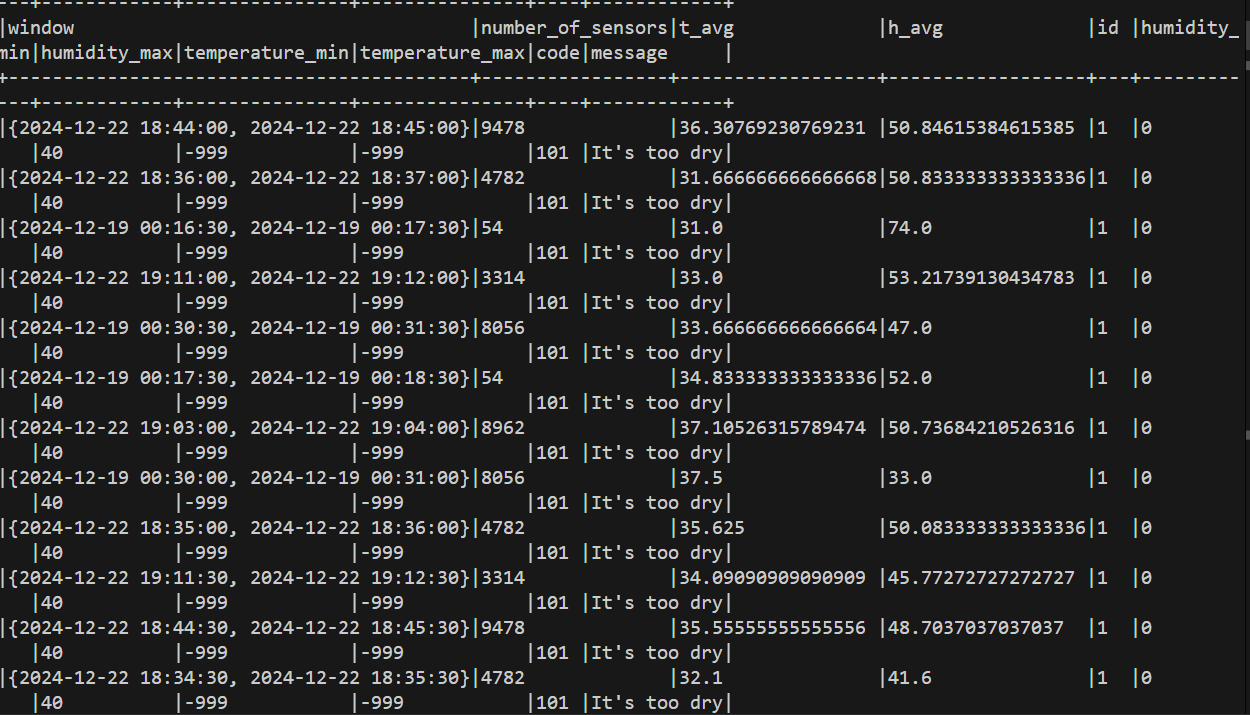 ---+------------+---------------+---------------+----+------------+
|window                                    |number_of_sensors|t_avg             |h_avg             |id |humidity_
min|humidity_max|temperature_min|temperature_max|code|message     |
+------------------------------------------+-----------------+------------------+------------------+---+---------
---+------------+---------------+---------------+----+------------+
|{2024-12-22 18:44:00, 2024-12-22 18:45:00}|9478             |36.30769230769231 |50.84615384615385 |1  |0
   |40          |-999           |-999           |101 |It's too dry|
|{2024-12-22 18:36:00, 2024-12-22 18:37:00}|4782             |31.666666666666668|50.833333333333336|1  |0
   |40          |-999           |-999           |101 |It's too dry|
|{2024-12-19 00:16:30, 2024-12-19 00:17:30}|54               |31.0              |74.0              |1  |0
   |40          |-999           |-999           |101 |It's too dry|
|{2024-12-22 19:11:00, 2024-12-22 19:12:00}|3314             |33.0              |53.21739130434783 |1  |0
   |40          |-999           |-999           |101 |It's too dry|
|{2024-12-19 00:30:30, 2024-12-19 00:31:30}|8056             |33.666666666666664|47.0              |1  |0
   |40          |-999           |-999           |101 |It's too dry|
|{2024-12-19 00:17:30, 2024-12-19 00:18:30}|54               |34.833333333333336|52.0              |1  |0
   |40          |-999           |-999           |101 |It's too dry|
|{2024-12-22 19:03:00, 2024-12-22 19:04:00}|8962             |37.10526315789474 |50.73684210526316 |1  |0
   |40          |-999           |-999           |101 |It's too dry|
|{2024-12-19 00:30:00, 2024-12-19 00:31:00}|8056             |37.5              |33.0              |1  |0
   |40          |-999           |-999           |101 |It's too dry|
|{2024-12-22 18:35:00, 2024-12-22 18:36:00}|4782             |35.625            |50.083333333333336|1  |0
   |40          |-999           |-999           |101 |It's too dry|
|{2024-12-22 19:11:30, 2024-12-22 19:12:30}|3314             |34.09090909090909 |45.77272727272727 |1  |0
   |40          |-999           |-999           |101 |It's too dry|
|{2024-12-22 18:44:30, 2024-12-22 18:45:30}|9478             |35.55555555555556 |48.7037037037037  |1  |0
   |40          |-999           |-999           |101 |It's too dry|
|{2024-12-22 18:34:30, 2024-12-22 18:35:30}|4782             |32.1              |41.6              |1  |0
   |40          |-999           |-999           |101 |It's too dry|